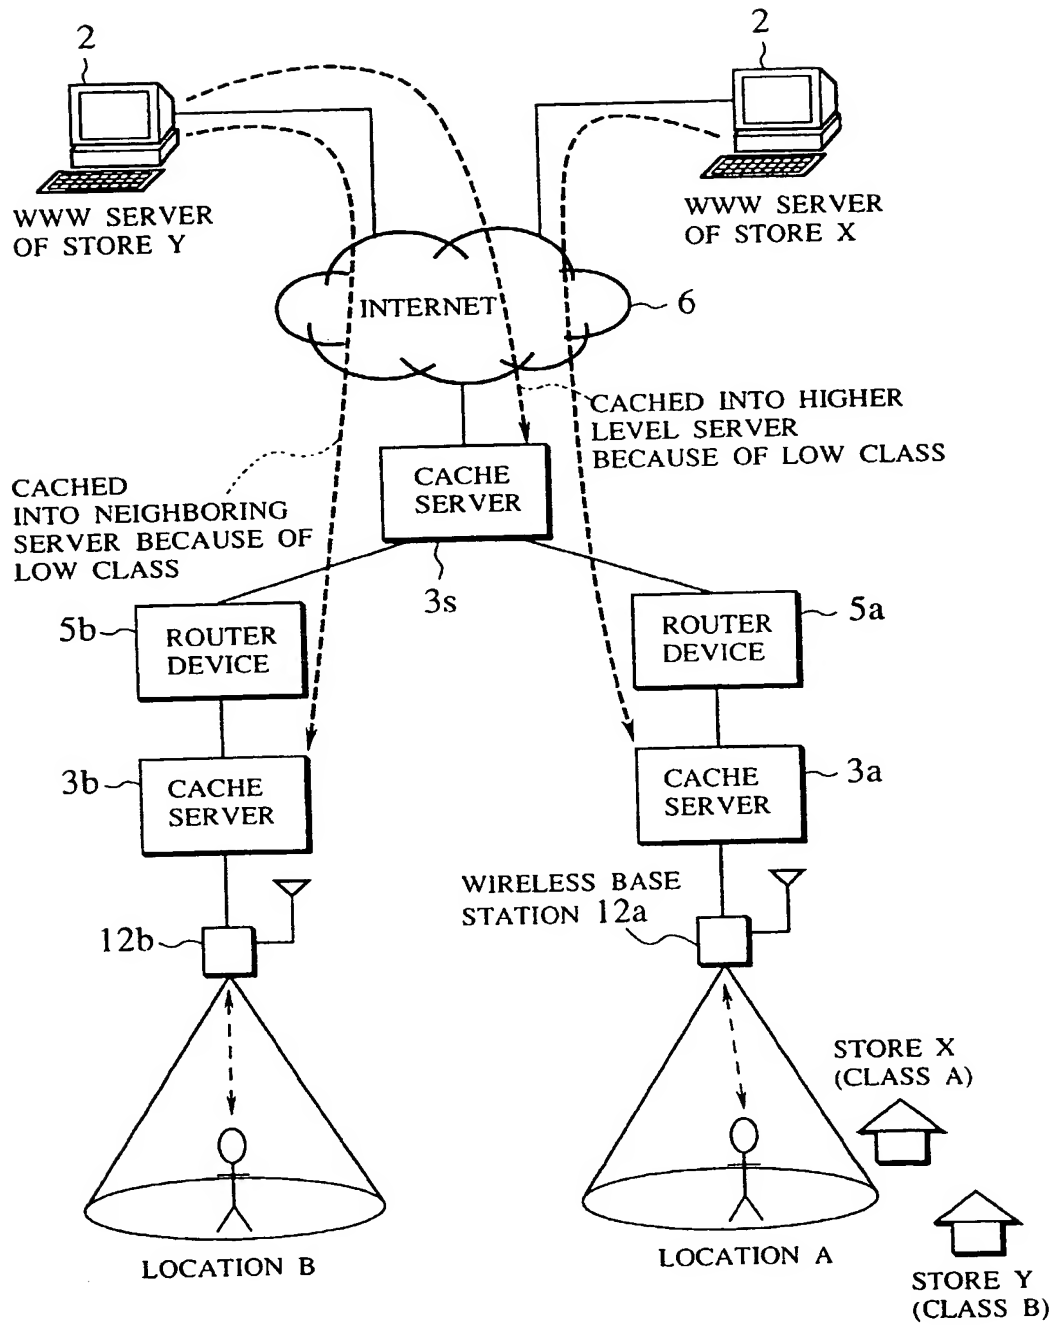 2
2
WWW SERVER
OF STORE Y
WWW SERVER
OF STORE X
INTERNET
6
CACHED INTO HIGHER
LEVEL SERVER
BECAUSE OF LOW CLASS
CACHE
SERVER
CACHED
INTO NEIGHBORING
SERVER BECAUSE OF
LOW CLASS
3s
5b
ROUTER
DEVICE
ROUTER
DEVICE
5a
3b
CACHE
SERVER
CACHE
SERVER
3a
WIRELESS BASE
STATION 12a
12b
STORE X
(CLASS A)
LOCATION B
LOCATION A
STORE Y
(CLASS B)